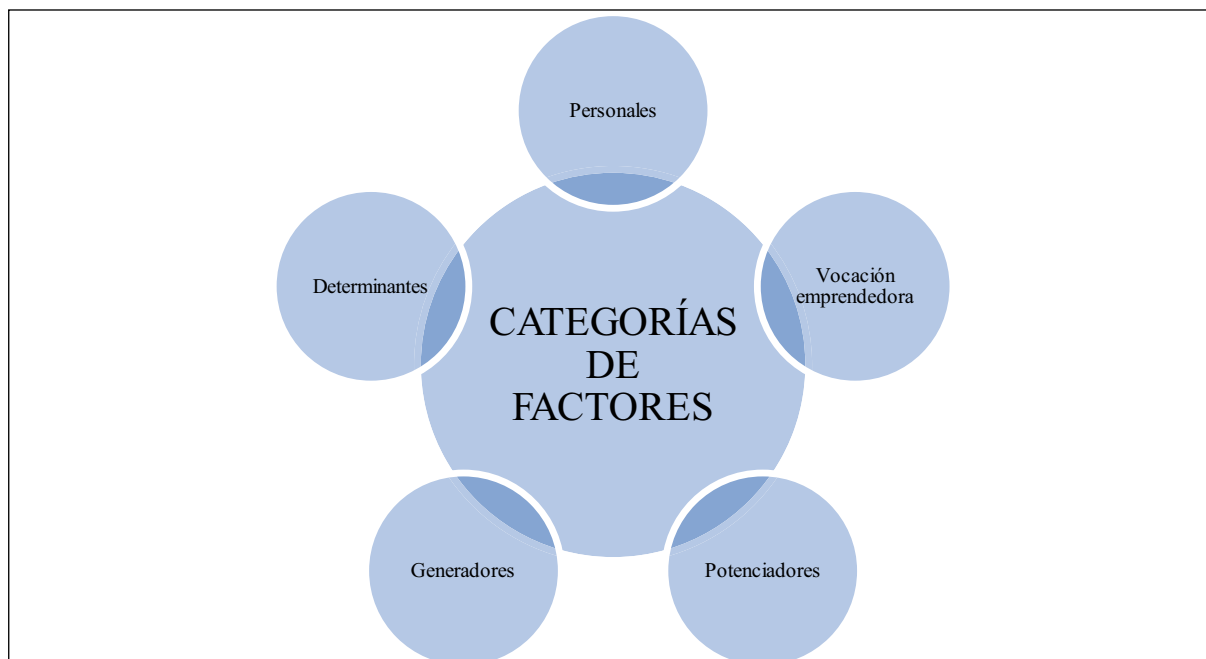 Personales
Determinantes
Vocación
emprendedora
CATEGORÍAS
DE
FACTORES
Generadores
Potenciadores